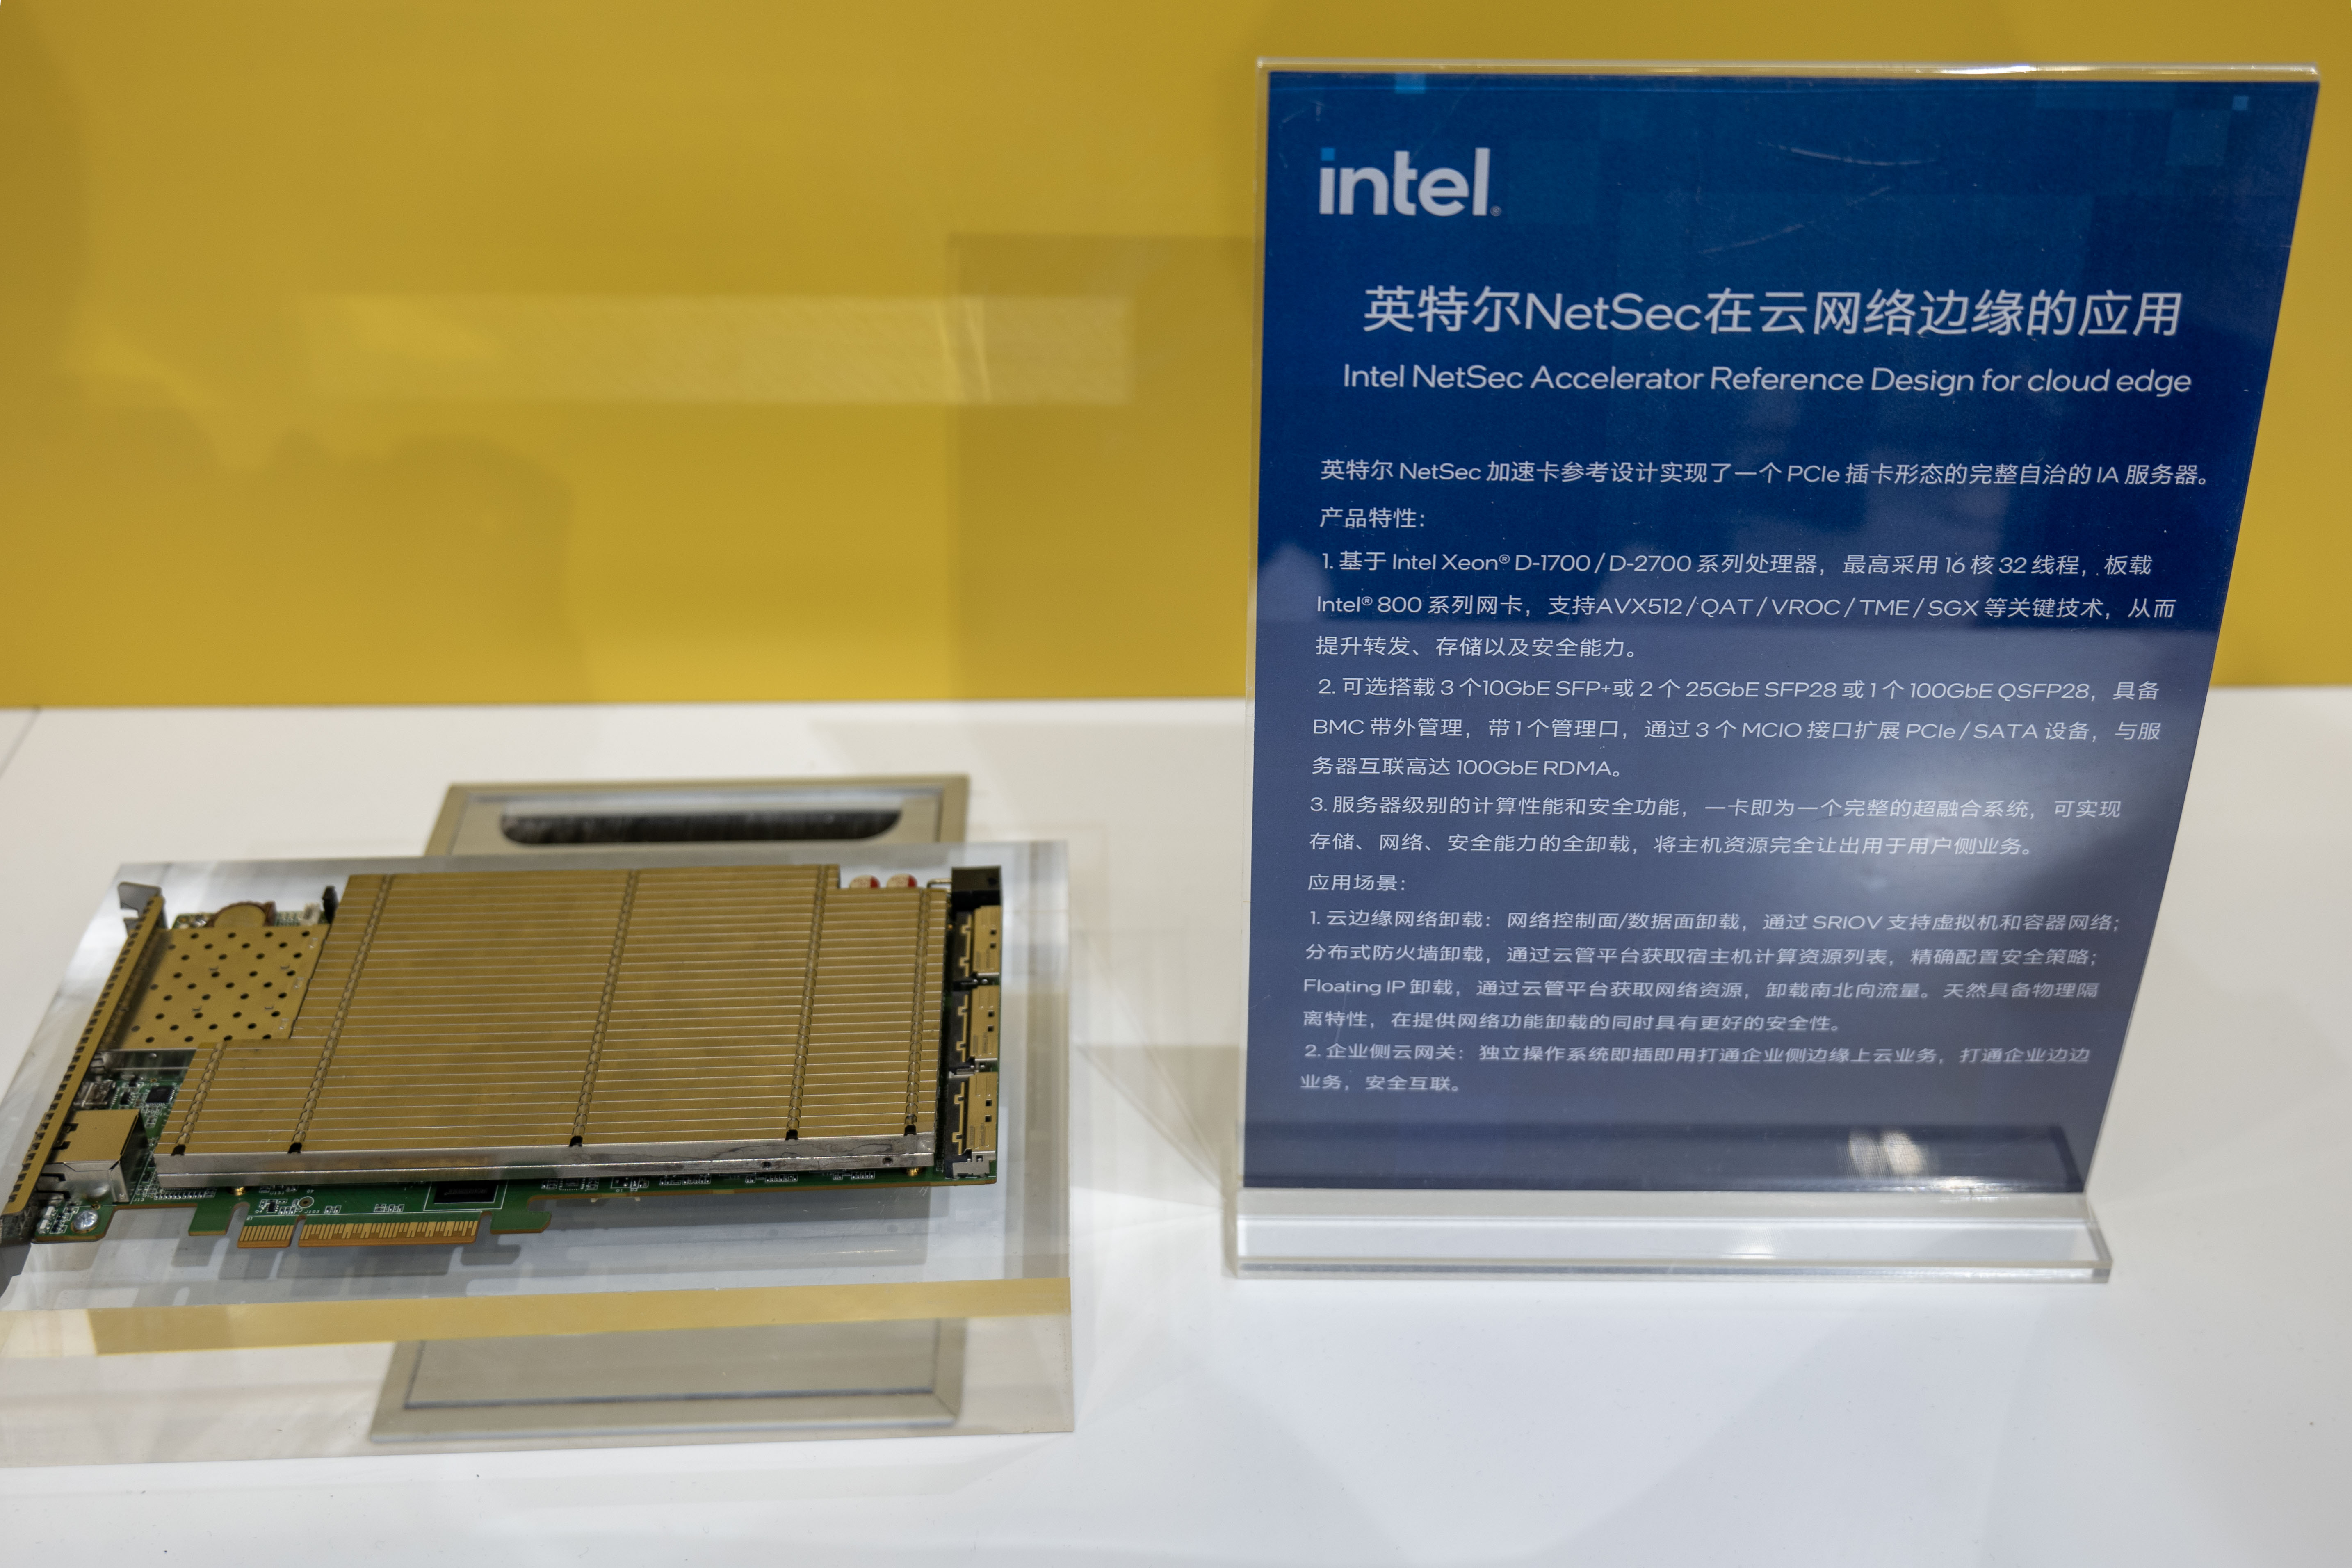 intel®
英特尔NetSec在云网络边缘的应用
Intel NetSec Accelerator Reference Design for cloud edge
英特尔 NetSec 加速卡参考设计实现了一个 PCIe 插卡形态的完整自治的 IA 服务器。
产品特性：
1. 基于 Intel Xeon® D-1700 / D-2700 系列处理器，最高采用 16 核 32 线程，板载
Intel® 800 系列网卡，支持AVX512 / QAT / VROC / TME / SGX 等关键技术，从而
提升转发、存储以及安全能力。
2. 可选搭载 3 个10GbE SFP+或 2 个 25GbE SFP28 或 1 个 100GbE QSFP28，具备
BMC 带外管理，带 1 个管理口，通过 3 个 MCIO 接口扩展 PCIe / SATA 设备，与服
务器互联高达 100GbE RDMA。
3. 服务器级别的计算性能和安全功能，一卡即为一个完整的超融合系统，可实现
存储、网络、安全能力的全卸载，将主机资源完全让出用于用户侧业务。
应用场景：
1. 云边缘网络卸载：网络控制面/数据面卸载，通过 SRIOV 支持虚拟机和容器网络；
分布式防火墙卸载，通过云管平台获取宿主机计算资源列表，精确配置安全策略；
Floating IP 卸载，通过云管平台获取网络资源，卸载南北向流量。天然具备物理隔
离特性，在提供网络功能卸载的同时具有更好的安全性。
2. 企业侧云网关：独立操作系统即插即用打通企业侧边缘上云业务，打通企业边边
业务，安全互联。